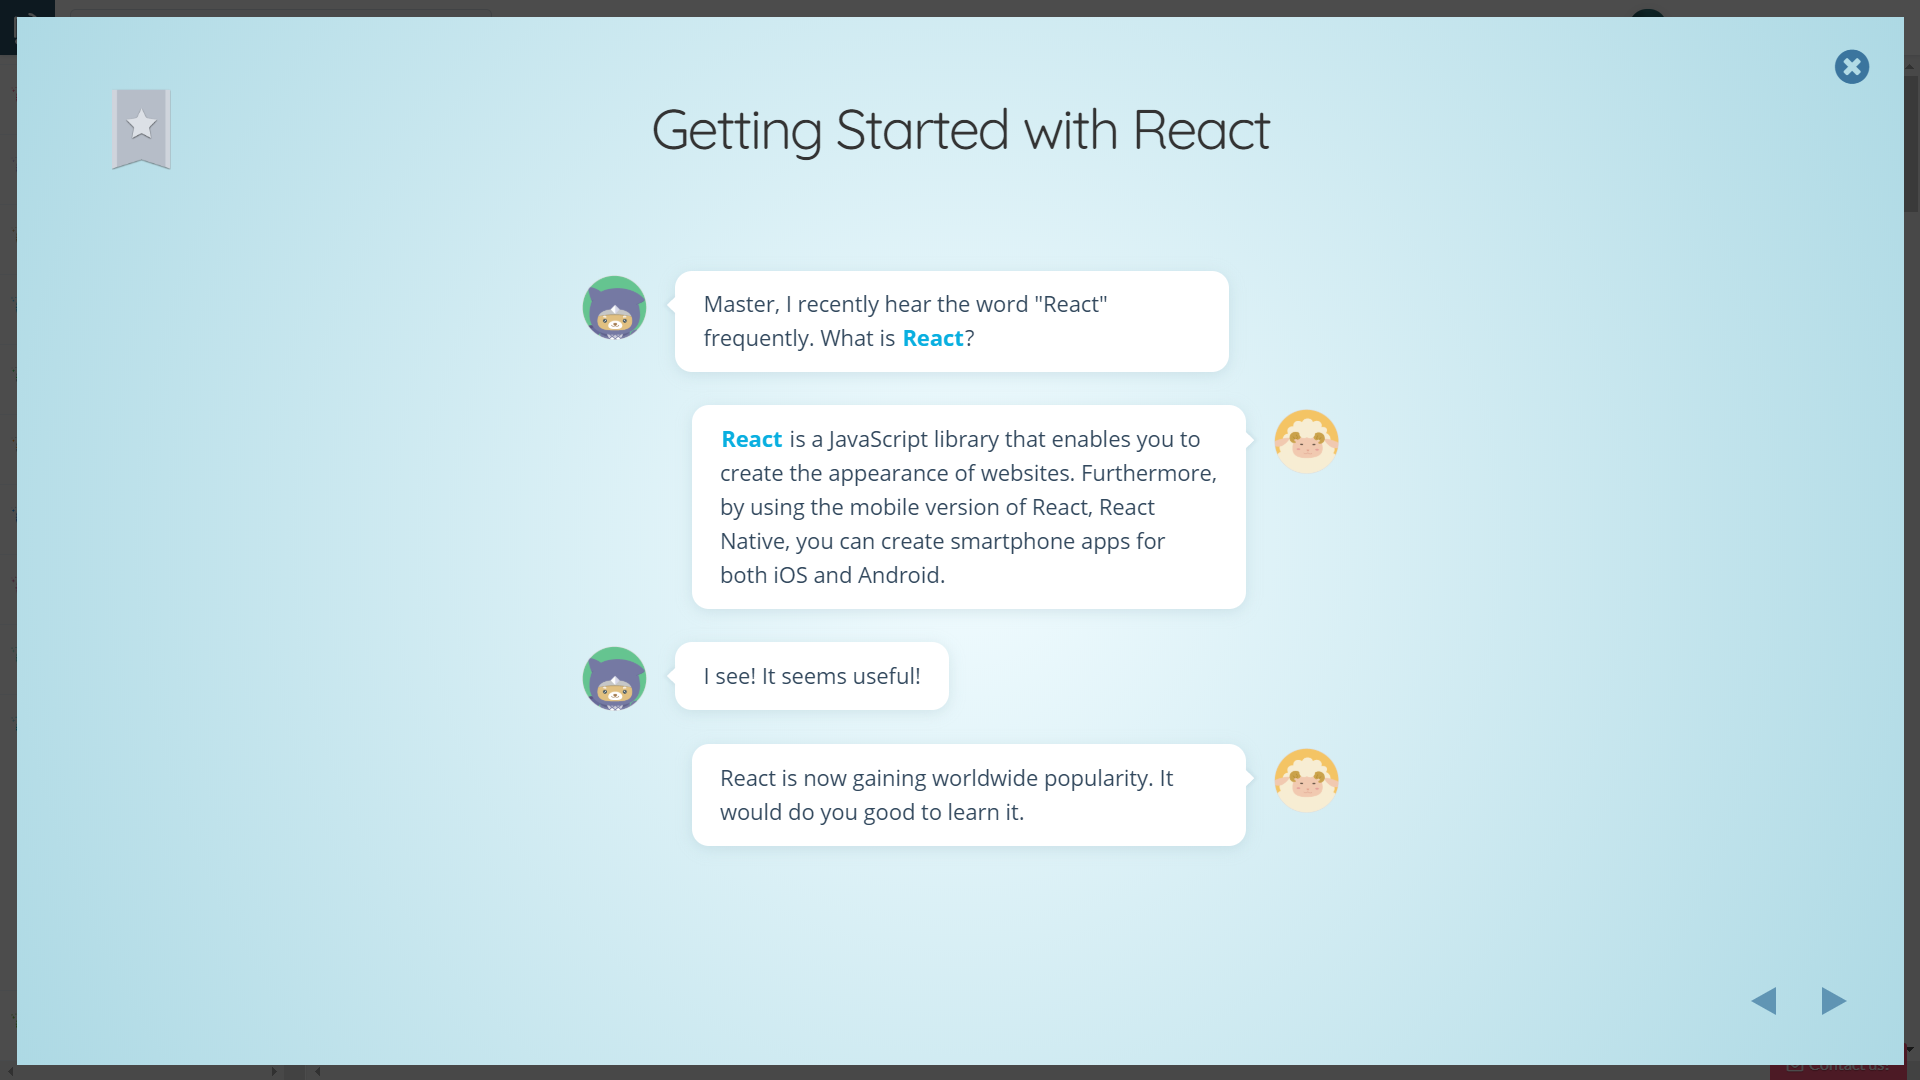 Getting Started with React
Master, I recently hear the word "React"
frequently. What is React?
React is a JavaScript library that enables you to
create the appearance of websites. Furthermore,
by using the mobile version of React, React
Native, you can create smartphone apps for
both iOS and Android.
I see! It seems useful!
React is now gaining worldwide popularity. It
would do you good to learn it.
Contact us!